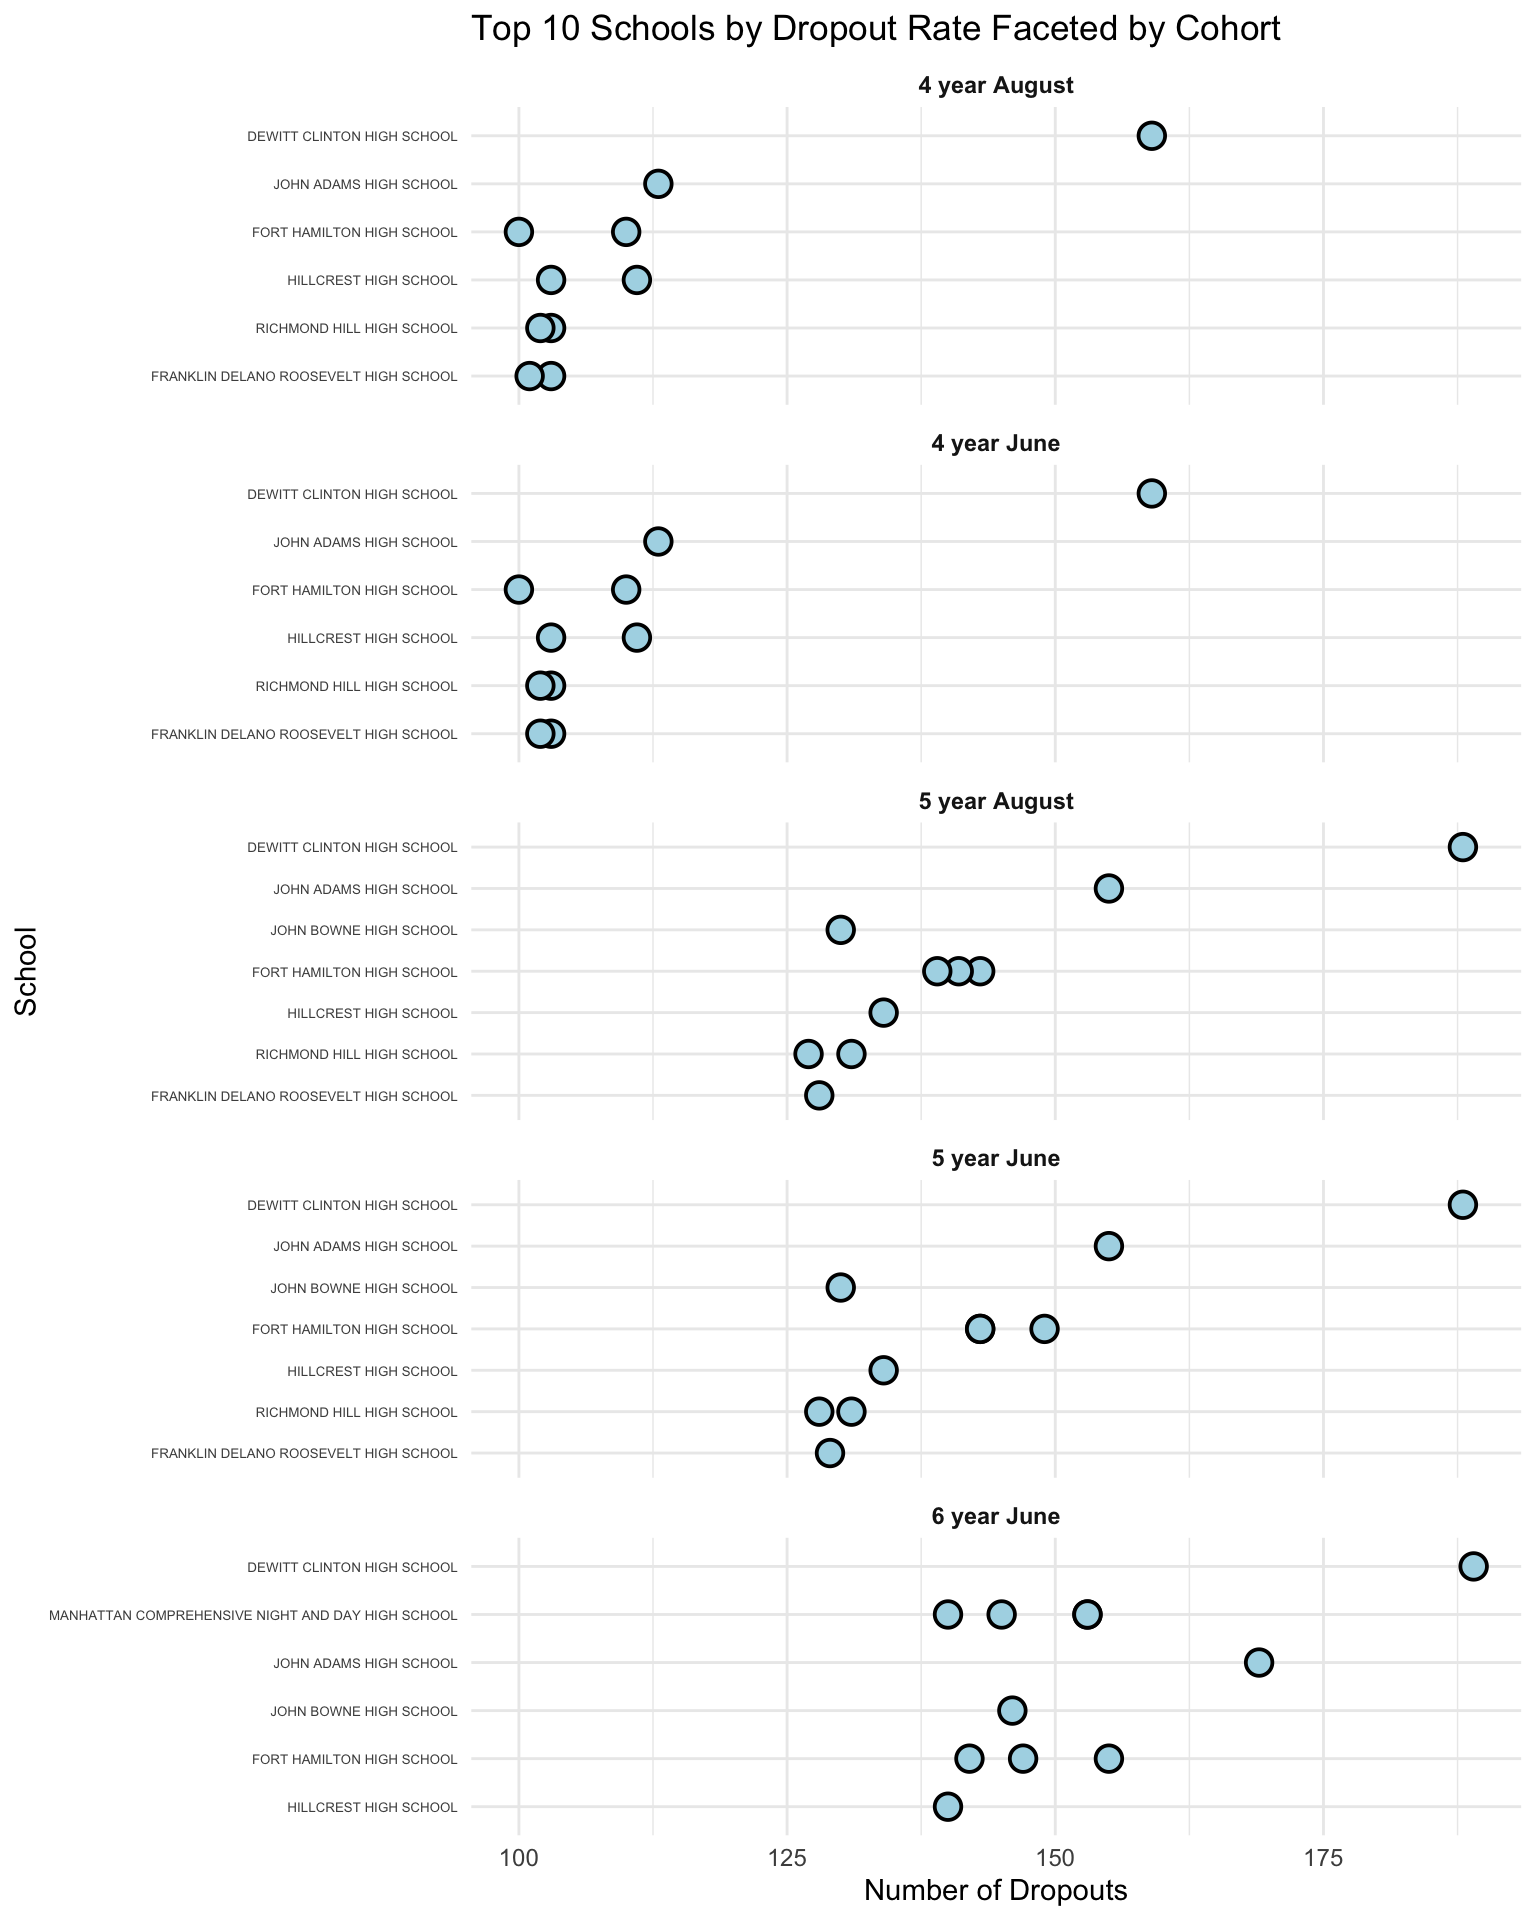 Top 10 Schools by Dropout Rate Faceted by Cohort
4 year August
DEWITT CLINTON HIGH SCHOOL
JOHN ADAMS HIGH SCHOOL
FORT HAMILTON HIGH SCHOOL
HILLCREST HIGH SCHOOL
RICHMOND HILL HIGH SCHOOL
FRANKLIN DELANO ROOSEVELT HIGH SCHOOL
4 year June
DEWITT CLINTON HIGH SCHOOL
JOHN ADAMS HIGH SCHOOL
FORT HAMILTON HIGH SCHOOL
HILLCREST HIGH SCHOOL
RICHMOND HILL HIGH SCHOOL
FRANKLIN DELANO ROOSEVELT HIGH SCHOOL
5 year August
DEWITT CLINTON HIGH SCHOOL
JOHN ADAMS HIGH SCHOOL
JOHN BOWNE HIGH SCHOOL
FORT HAMILTON HIGH SCHOOL
HILLCREST HIGH SCHOOL
RICHMOND HILL HIGH SCHOOL
FRANKLIN DELANO ROOSEVELT HIGH SCHOOL
School
5 year June
DEWITT CLINTON HIGH SCHOOL
JOHN ADAMS HIGH SCHOOL
JOHN BOWNE HIGH SCHOOL
FORT HAMILTON HIGH SCHOOL
HILLCREST HIGH SCHOOL
RICHMOND HILL HIGH SCHOOL
FRANKLIN DELANO ROOSEVELT HIGH SCHOOL
6 year June
DEWITT CLINTON HIGH SCHOOL
MANHATTAN COMPREHENSIVE NIGHT AND DAY HIGH SCHOOL
JOHN ADAMS HIGH SCHOOL
JOHN BOWNE HIGH SCHOOL
FORT HAMILTON HIGH SCHOOL
HILLCREST HIGH SCHOOL
100 125 150 175
Number of Dropouts